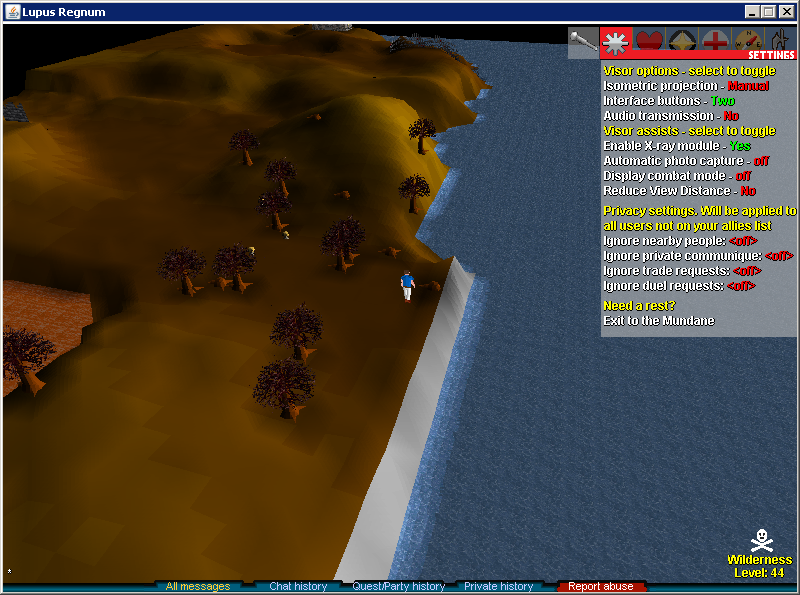 Lupus Regnum
SETTINGS
Visor options - select to toggle
Isometric projection - Manual
Interface buttons - Two
Audio transmission - No
Visor assists - select to toggle
Enable X-ray module - Yes
Automatic photo capture - off
Display combat mode - off
Reduce View Distance - No
Privacy settings. Will be applied to
all users not on your allies list
Ignore nearby people: <off>
Ignore private communique: <off>
Ignore trade requests: <off>
Ignore duel requests: <off>
Need a rest?
Exit to the Mundane
Wilderness
Level: 44
*
All messages
Chat history
Quest/Party history
Private history
Report abuse